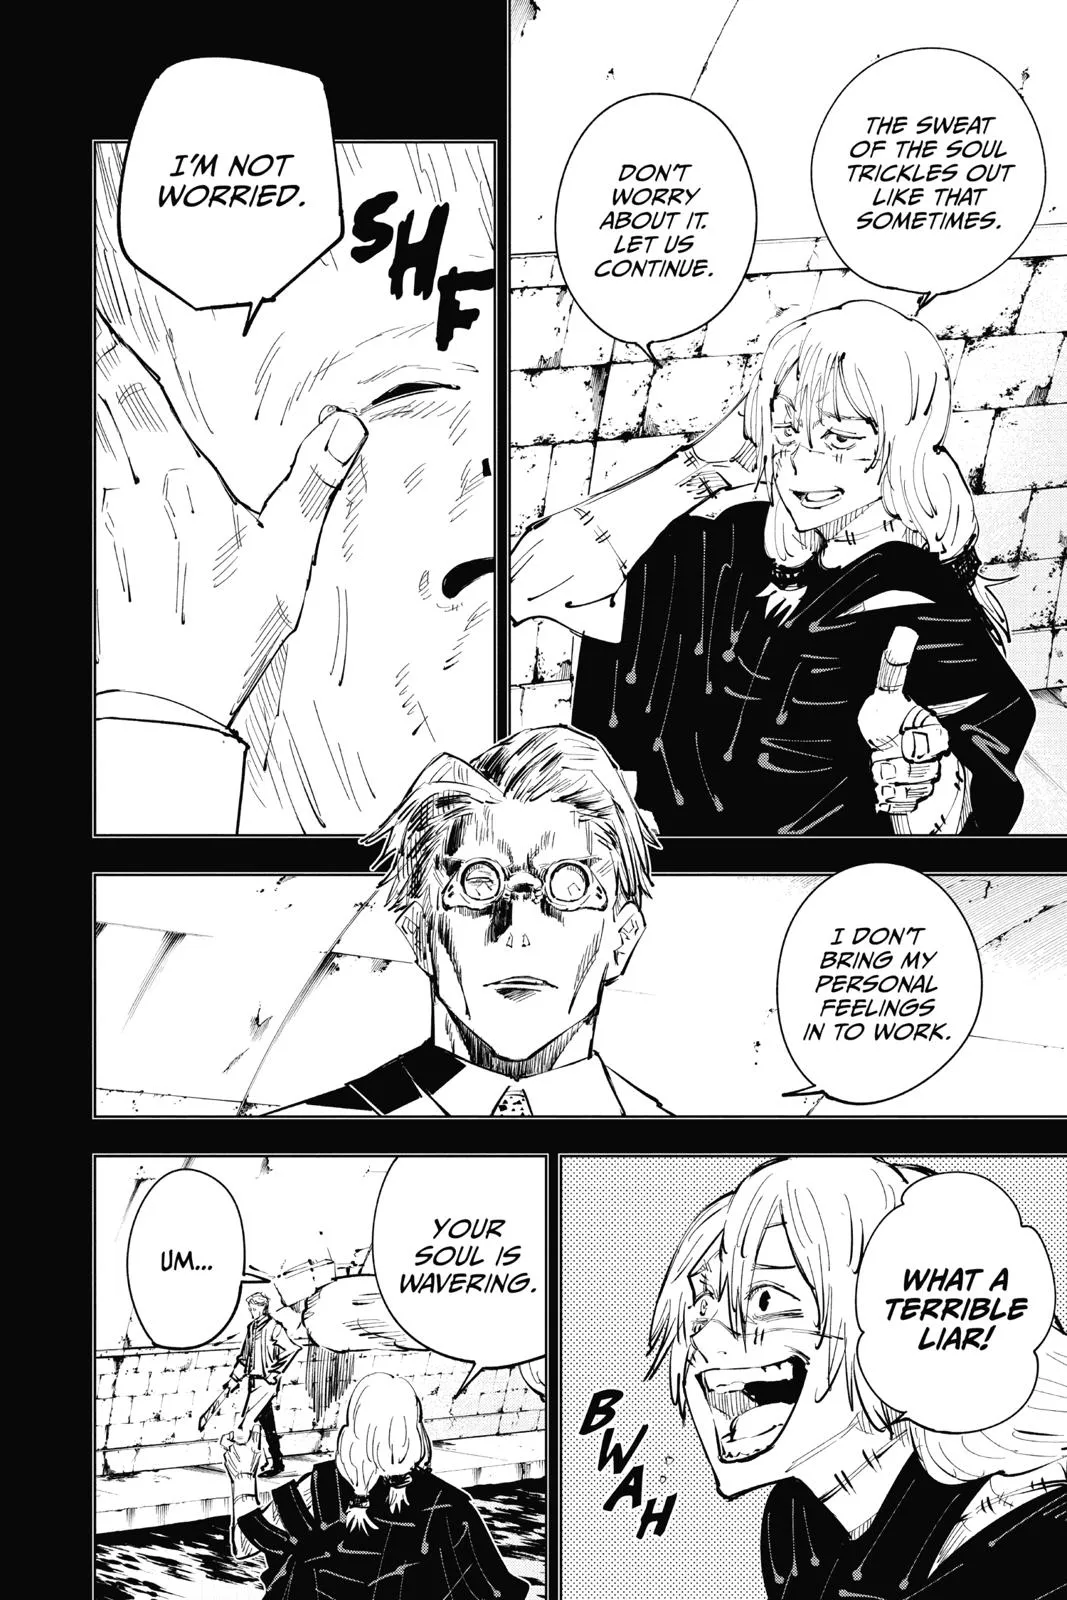 THE SWEAT
OF THE SOUL
TRICKLES OUT
LIKE THAT
SOMETIMES.
DON'T
WORRY
ABOUT IT.
LET US
CONTINUE.
I'M NOT
WORRIED.
SHF
I DON'T
BRING MY
PERSONAL
FEELINGS
IN TO WORK.
WHAT A
TERRIBLE
LIAR!
BWAH
YOUR
SOUL IS
WAVERING.
UM...